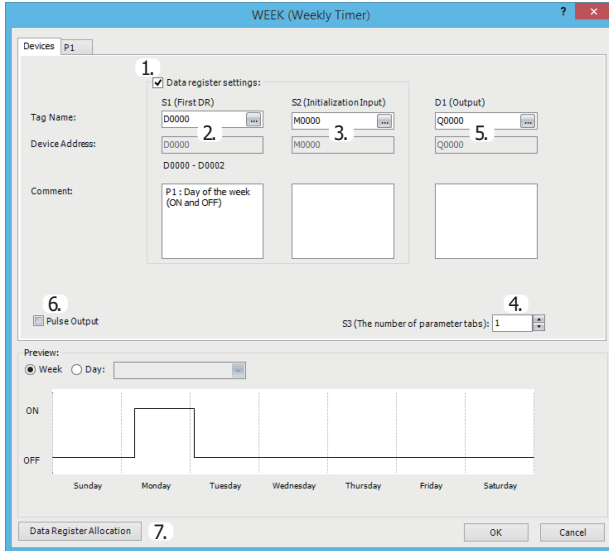 WEEK (Weekly Timer)
?
Devices P1
1.
Data register settings:
S1 (First DR) S2 (Initialization Input) D1 (Output)
Tag Name: D0000 ... M0000 ... Q0000 ...
2. 3. 5.
Device Address: D0000 M0000 Q0000
D0000 - D0002
Comment: P1 : Day of the week
(ON and OFF)
6. 4.
Pulse Output S3 (The number of parameter tabs): 1
Preview:
Week Day:
ON
OFF
Sunday Monday Tuesday Wednesday Thursday Friday Saturday
Data Register Allocation 7. OK Cancel